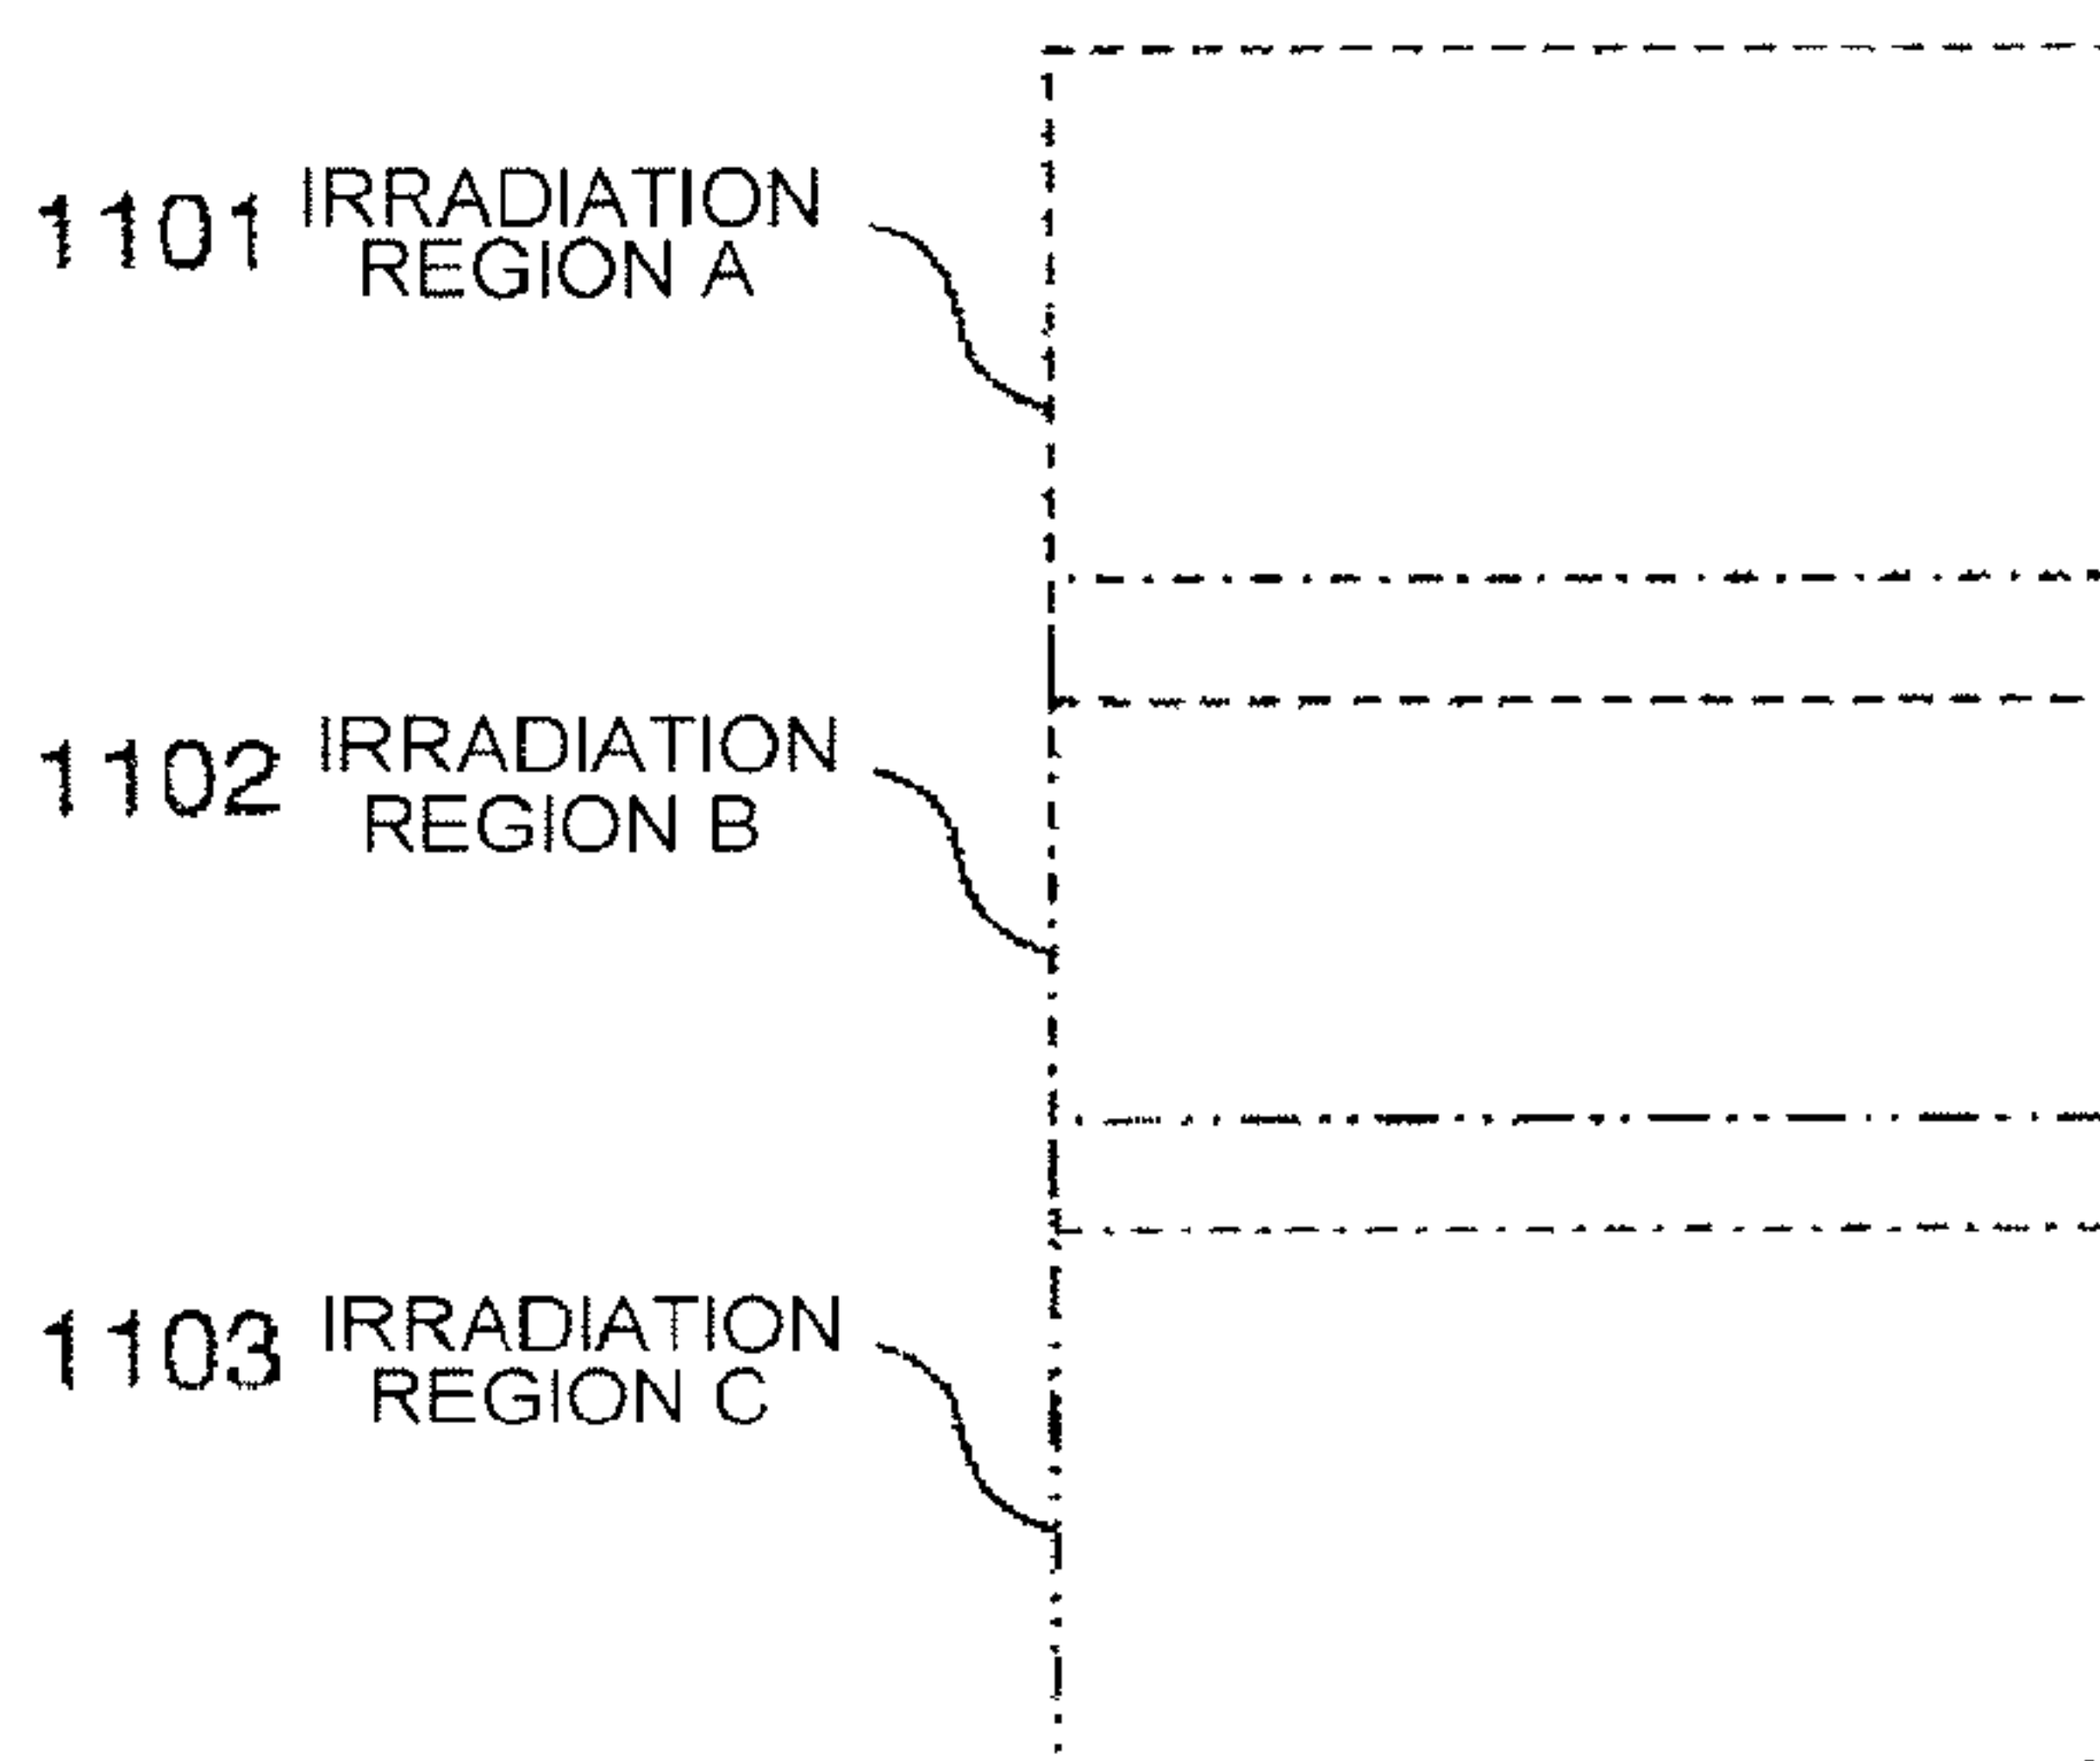 1101 IRRADIATION
REGION A
1102 IRRADIATION
REGION B
1103 IRRADIATION
REGION C